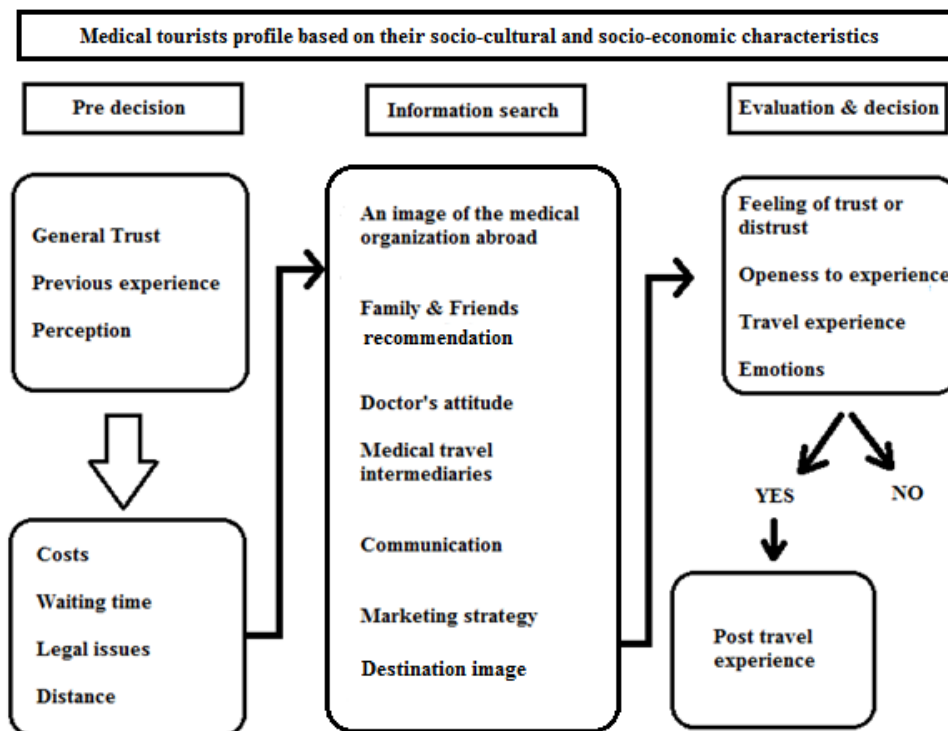 Medical tourists profile based on their socio-cultural and socio-economic characteristics
Pre decision
General Trust
Previous experience
Perception
Costs
Waiting time
Legal issues
Distance
Information search
An image of the medical
organization abroad
Family & Friends
recommendation
Doctor's attitude
Medical travel
intermediaries
Communication
Marketing strategy
Destination image
Evaluation & decision
Feeling of trust or
distrust
Openess to experience
Travel experience
Emotions
YES
NO
Post travel
experience